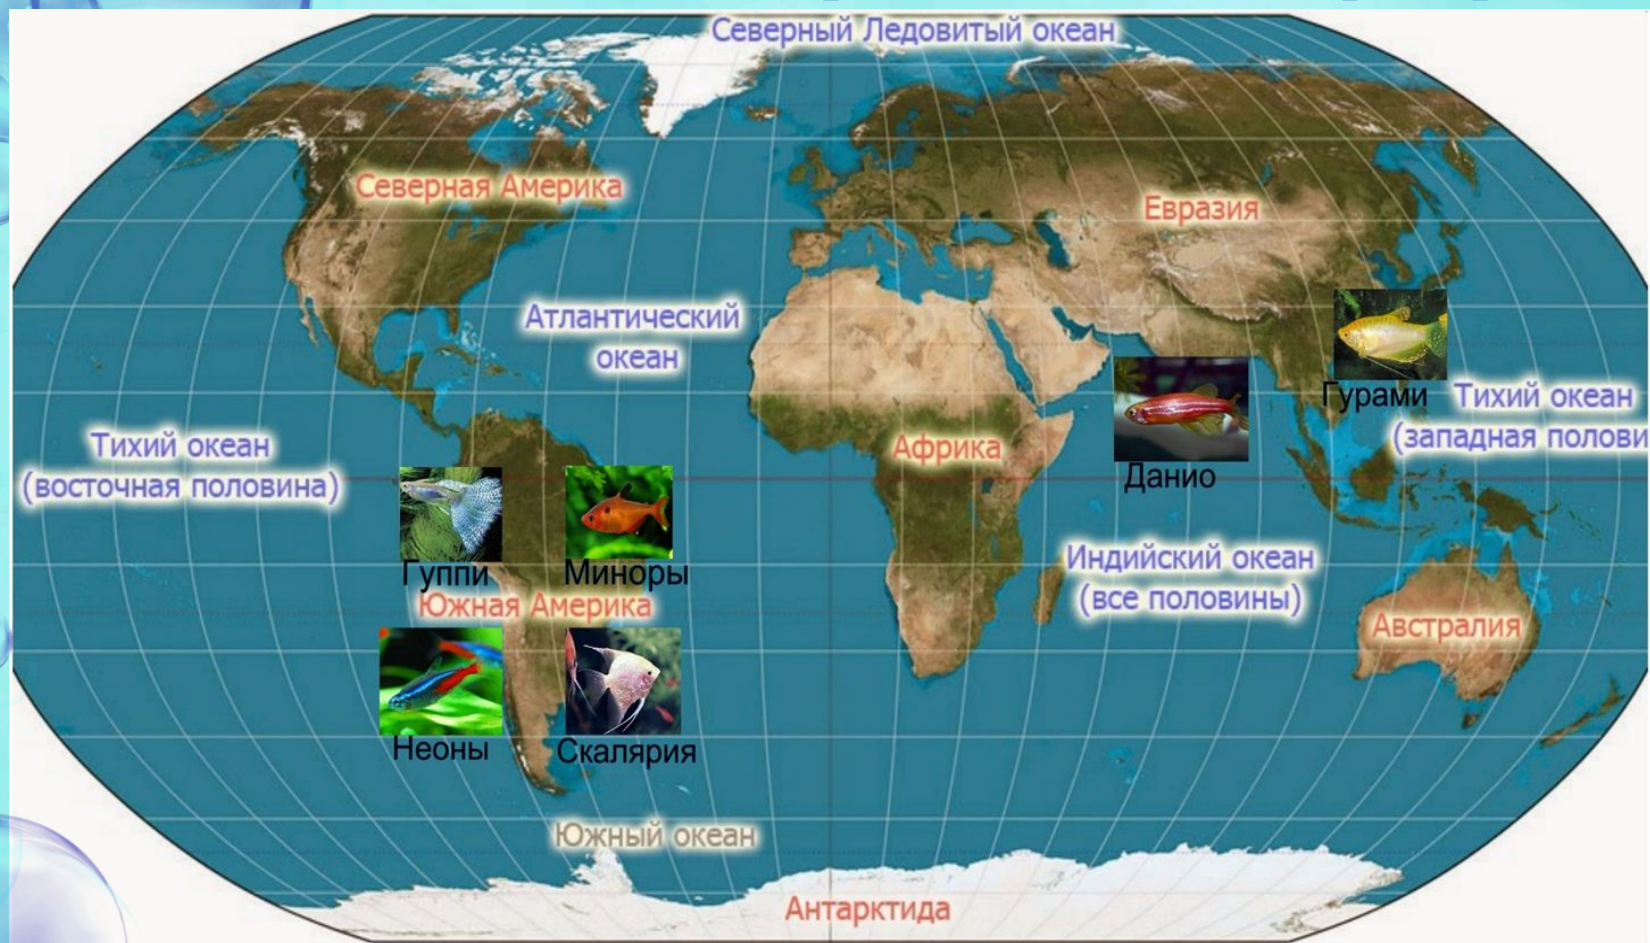 Северный Ледовитый океан
Северная Америка
Евразия
Атлантический
океан
Гурами
Тихий океан
(западная полови
Тихий океан
(восточная половина)
Африка
Данио
Гуппи
Миноры
Индийский океан
(все половины)
Южная Америка
Австралия
Неоны
Скалярия
Южный океан
Антарктида